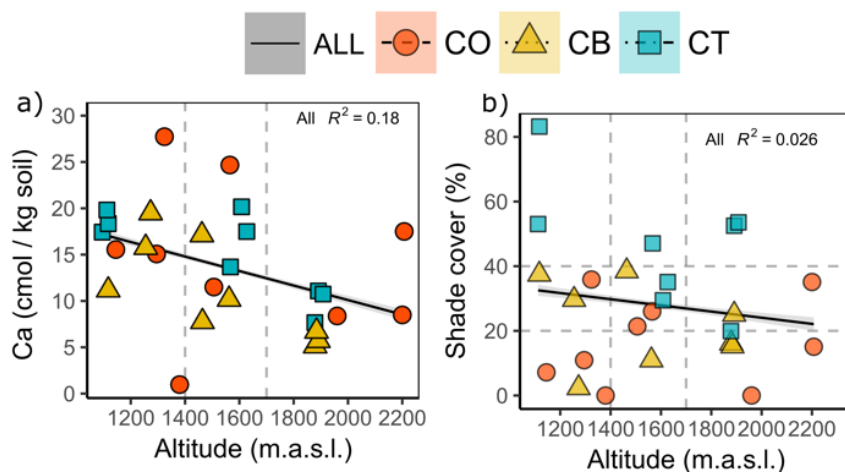 ALL CO CB CT
a)
All R² = 0.18
30
25
20
15
10
5
0
Ca (cmol / kg soil)
1200 1400 1600 1800 2000 2200
Altitude (m.a.s.l.)
b)
All R² = 0.026
80
60
40
20
0
Shade cover (%)
1200 1400 1600 1800 2000 2200
Altitude (m.a.s.l.)